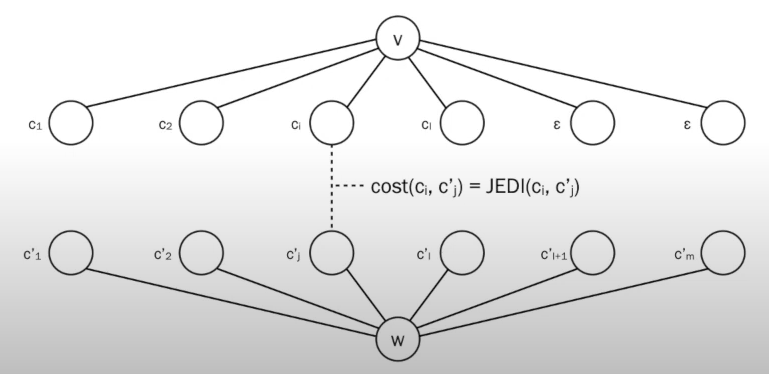 v
c₁ c₂ cᵢ cₗ ε ε
cost(cᵢ, c'ⱼ) = JEDI(cᵢ, c'ⱼ)
c'₁ c'₂ c'ⱼ c'ₗ c'ₗ₊₁ c'ₘ
w